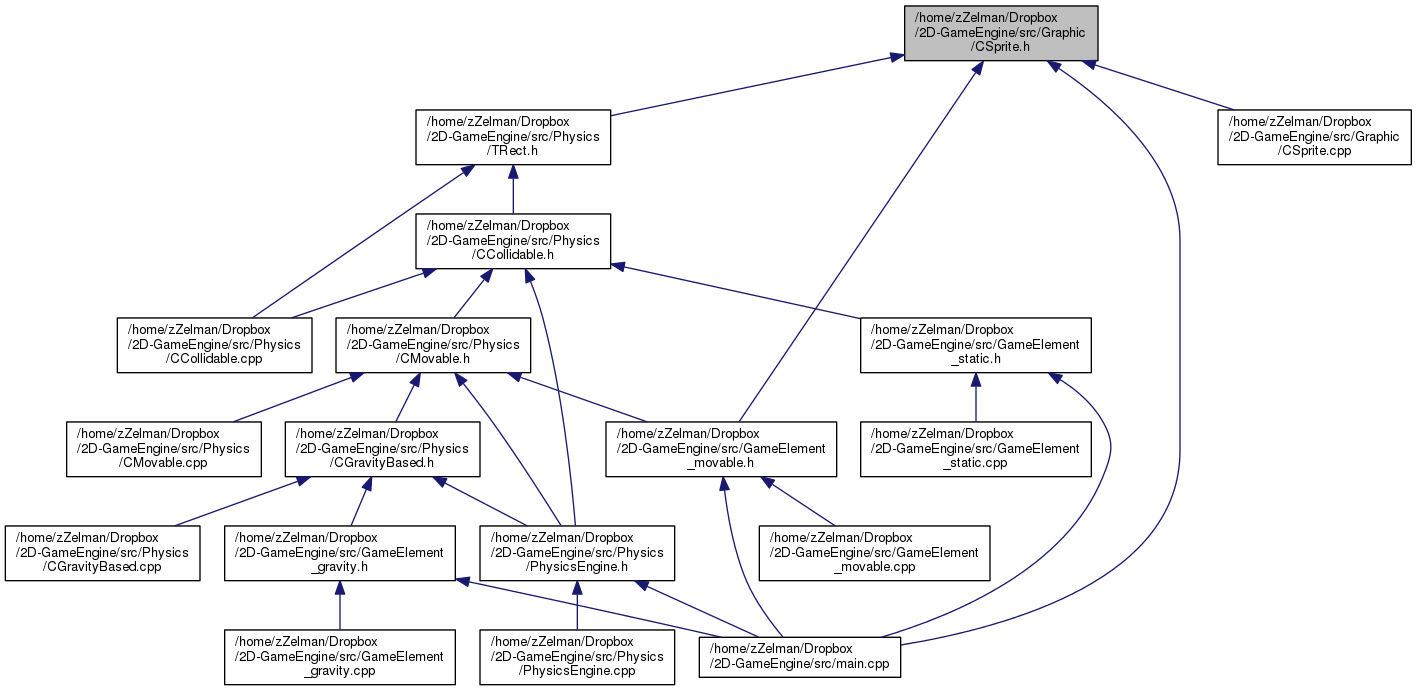 /home/zZelman/Dropbox
/2D-GameEngine/src/Graphic
/CSprite.h
/home/zZelman/Dropbox
/2D-GameEngine/src/Physics
/TRect.h
/home/zZelman/Dropbox
/2D-GameEngine/src/Graphic
/CSprite.cpp
/home/zZelman/Dropbox
/2D-GameEngine/src/Physics
/CCollidable.h
/home/zZelman/Dropbox
/2D-GameEngine/src/Physics
/CCollidable.cpp
/home/zZelman/Dropbox
/2D-GameEngine/src/Physics
/CMovable.h
/home/zZelman/Dropbox
/2D-GameEngine/src/GameElement
_static.h
/home/zZelman/Dropbox
/2D-GameEngine/src/Physics
/CMovable.cpp
/home/zZelman/Dropbox
/2D-GameEngine/src/Physics
/CGravityBased.h
/home/zZelman/Dropbox
/2D-GameEngine/src/GameElement
_movable.h
/home/zZelman/Dropbox
/2D-GameEngine/src/GameElement
_static.cpp
/home/zZelman/Dropbox
/2D-GameEngine/src/Physics
/CGravityBased.cpp
/home/zZelman/Dropbox
/2D-GameEngine/src/GameElement
_gravity.h
/home/zZelman/Dropbox
/2D-GameEngine/src/Physics
/PhysicsEngine.h
/home/zZelman/Dropbox
/2D-GameEngine/src/GameElement
_movable.cpp
/home/zZelman/Dropbox
/2D-GameEngine/src/GameElement
_gravity.cpp
/home/zZelman/Dropbox
/2D-GameEngine/src/Physics
/PhysicsEngine.cpp
/home/zZelman/Dropbox
/2D-GameEngine/src/main.cpp